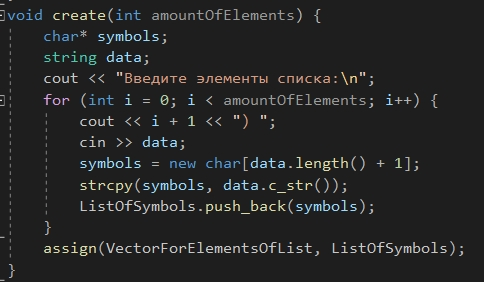 void create(int amountOfElements) {
char* symbols;
string data;
cout << "Введите элементы списка:\n";
for (int i = 0; i < amountOfElements; i++) {
cout << i + 1 << ") ";
cin >> data;
symbols = new char[data.length() + 1];
strcpy(symbols, data.c_str());
ListOfSymbols.push_back(symbols);
}
assign(VectorForElementsOfList, ListOfSymbols);
}